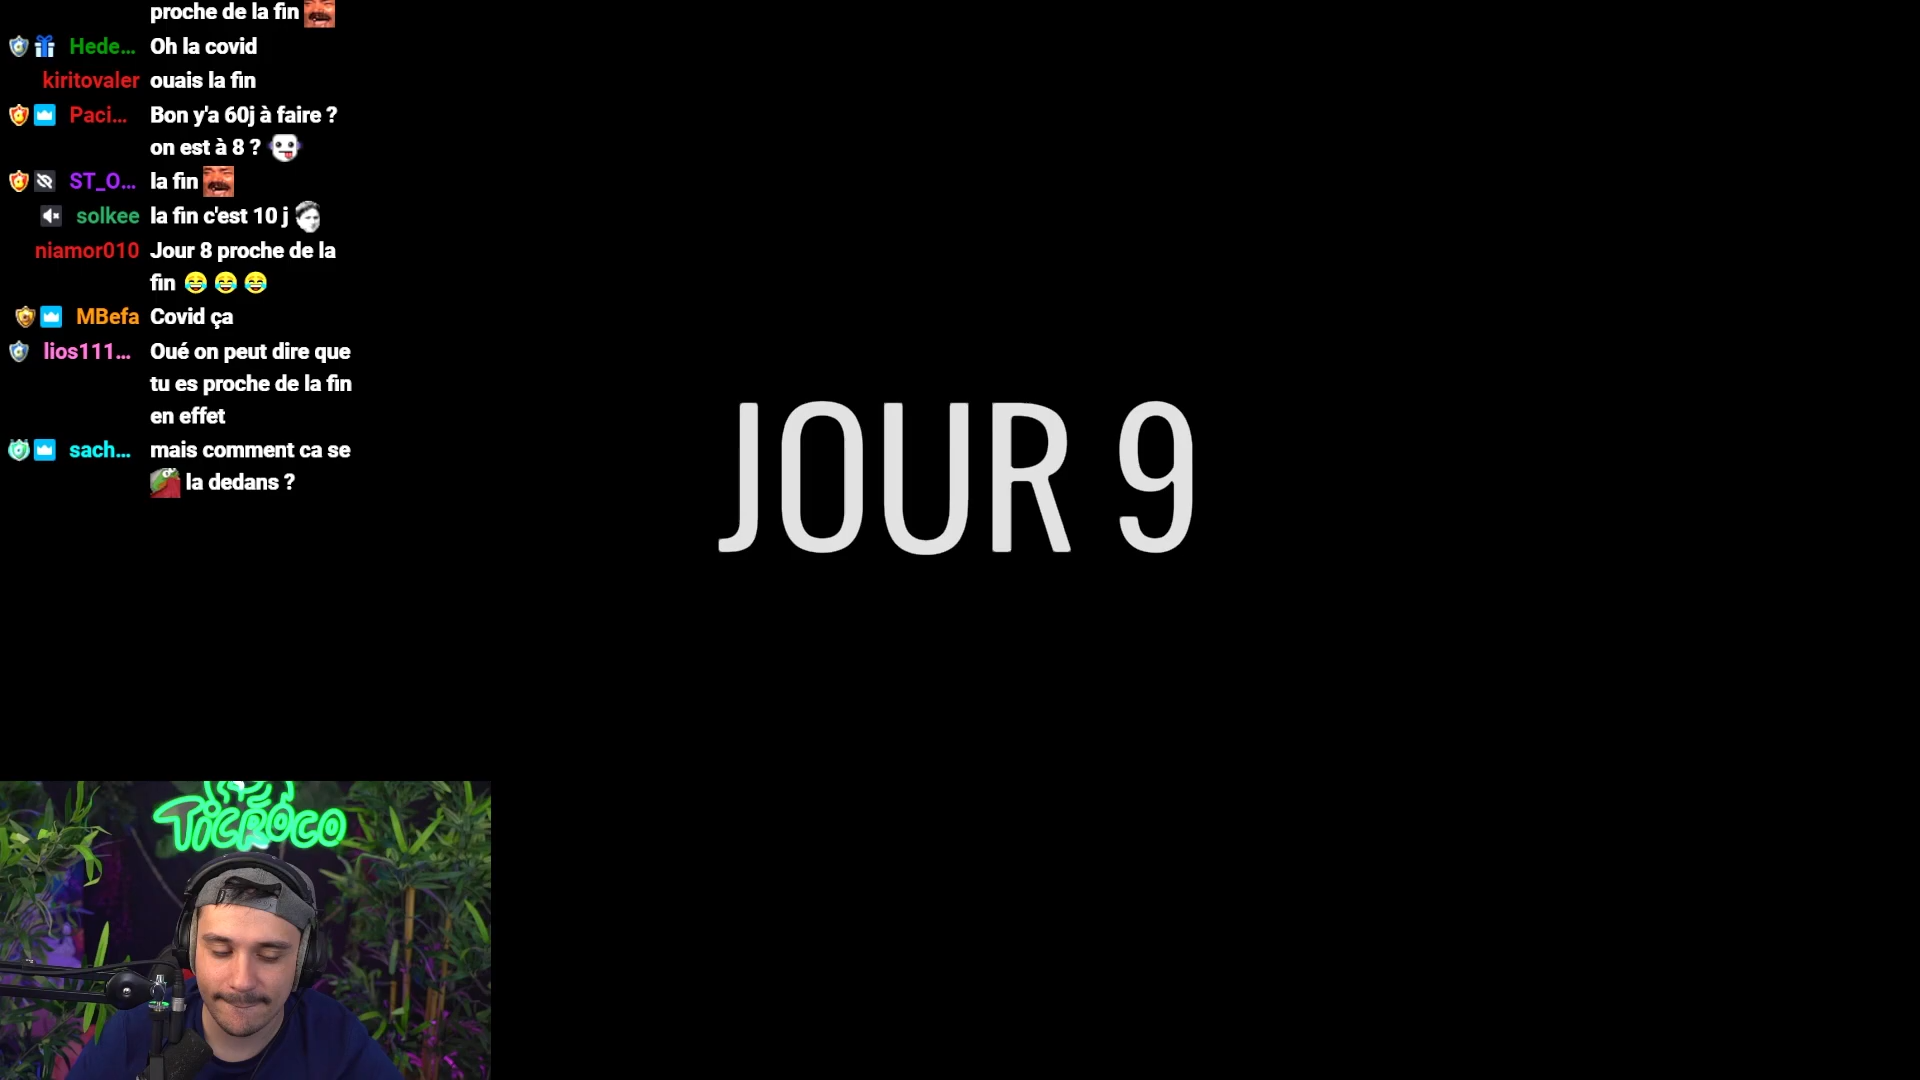 proche de la fin
Hede... Oh la covid
kiritovaler ouais la fin
Paci... Bon y'a 60j à faire ?
on est à 8 ?
ST_O... la fin
solkee la fin c'est 10 j
niamor010 Jour 8 proche de la
fin
MBefa Covid ça
lios111... Oué on peut dire que
tu es proche de la fin
en effet
sach... mais comment ca se
la dedans ?
JOUR 9
TiCROCO